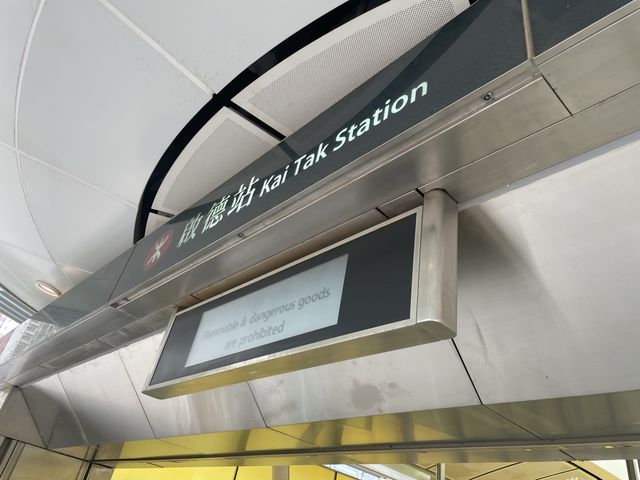 啟德站 Kai Tak Station
Flammable & dangerous goods
are prohibited